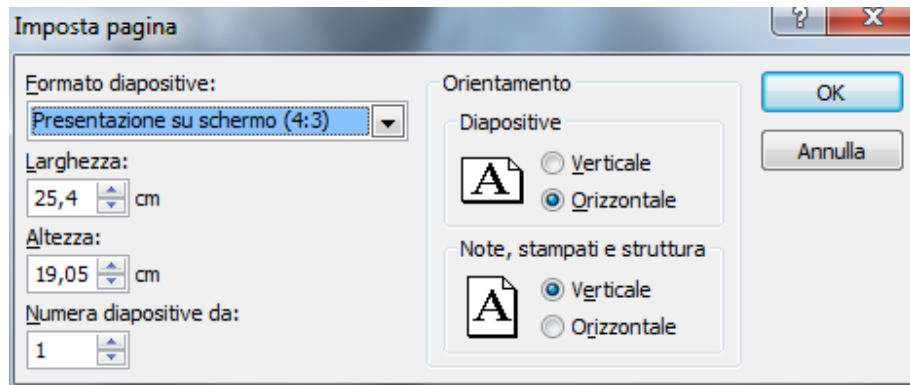 Imposta pagina
Formato diapositive:
Presentazione su schermo (4:3)
Larghezza:
25,4 cm
Altezza:
19,05 cm
Numera diapositive da:
1
Orientamento
Diapositive
A
Verticale
Orizzontale
Note, stampati e struttura
A
Verticale
Orizzontale
?
X
OK
Annulla